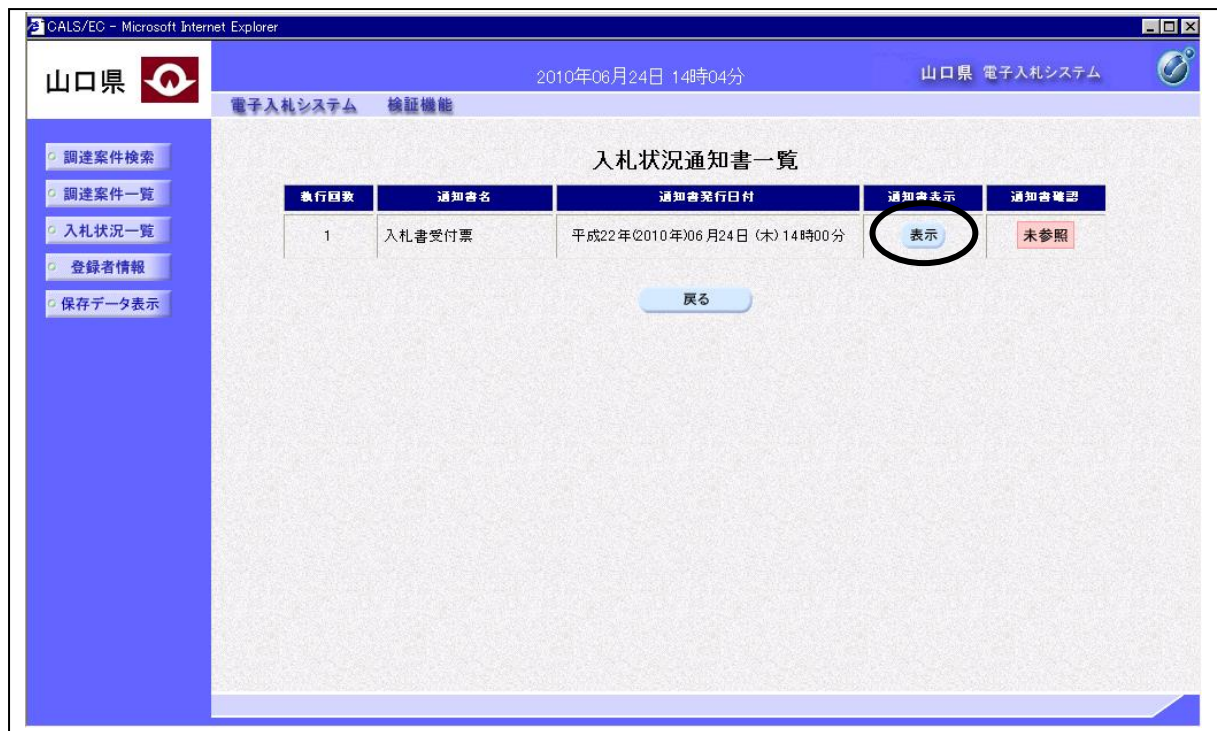 CALS/EC - Microsoft Internet Explorer
山口県
2010年06月24日 14時04分
山口県 電子入札システム
電子入札システム 検証機能
調達案件検索
調達案件一覧
入札状況一覧
登録者情報
保存データ表示
入札状況通知書一覧
執行回数 通知書名 通知書発行日付 通知書表示 通知書確認
1 入札書受付票 平成22年(2010年)06月24日 (木) 14時00分 表示 未参照
戻る